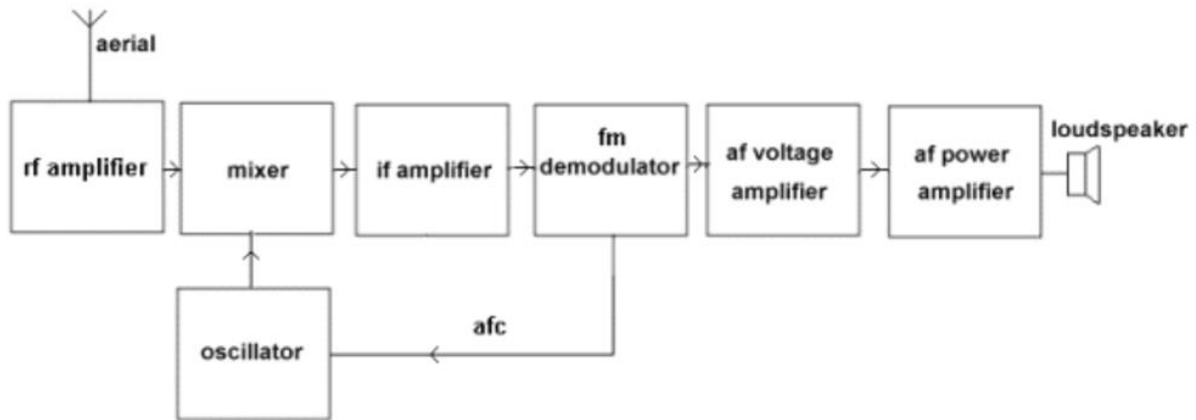 aerial
rf amplifier
mixer
if amplifier
fm
demodulator
af voltage
amplifier
af power
amplifier
loudspeaker
oscillator
afc